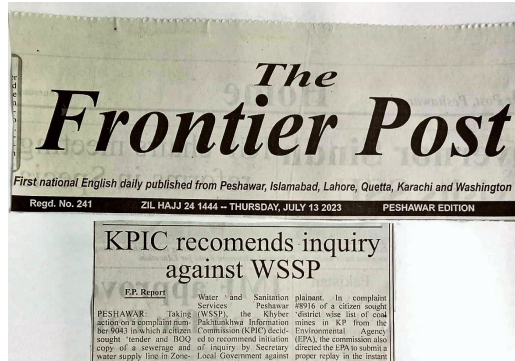 The
Frontier Post
First national English daily published from Peshawar, Islamabad, Lahore, Quetta, Karachi and Washington
Regd. No. 241 ZIL HAJJ 24 1444 -- THURSDAY, JULY 13 2023 PESHAWAR EDITION
KPIC recomends inquiry
against WSSP
F.P. Report
PESHAWAR: Taking
action on a complaint num-
ber 9043 in which a citizen
sought 'tender and BOQ
copy of a sewerage and
water supply line in Zone-
Water and Sanitation
Services Peshawar
(WSSP), the Khyber
Pakhtunkhwa Information
Commission (KPIC) decid-
ed to recommend initiation
of inquiry by Secretary
Local Government against
plainant. In complaint
#8916 of a citizen sought
'district wise list of coal
mines in KP from the
Environmental Agency
(EPA), the commission also
directed the EPA to submit a
proper replay in the instant